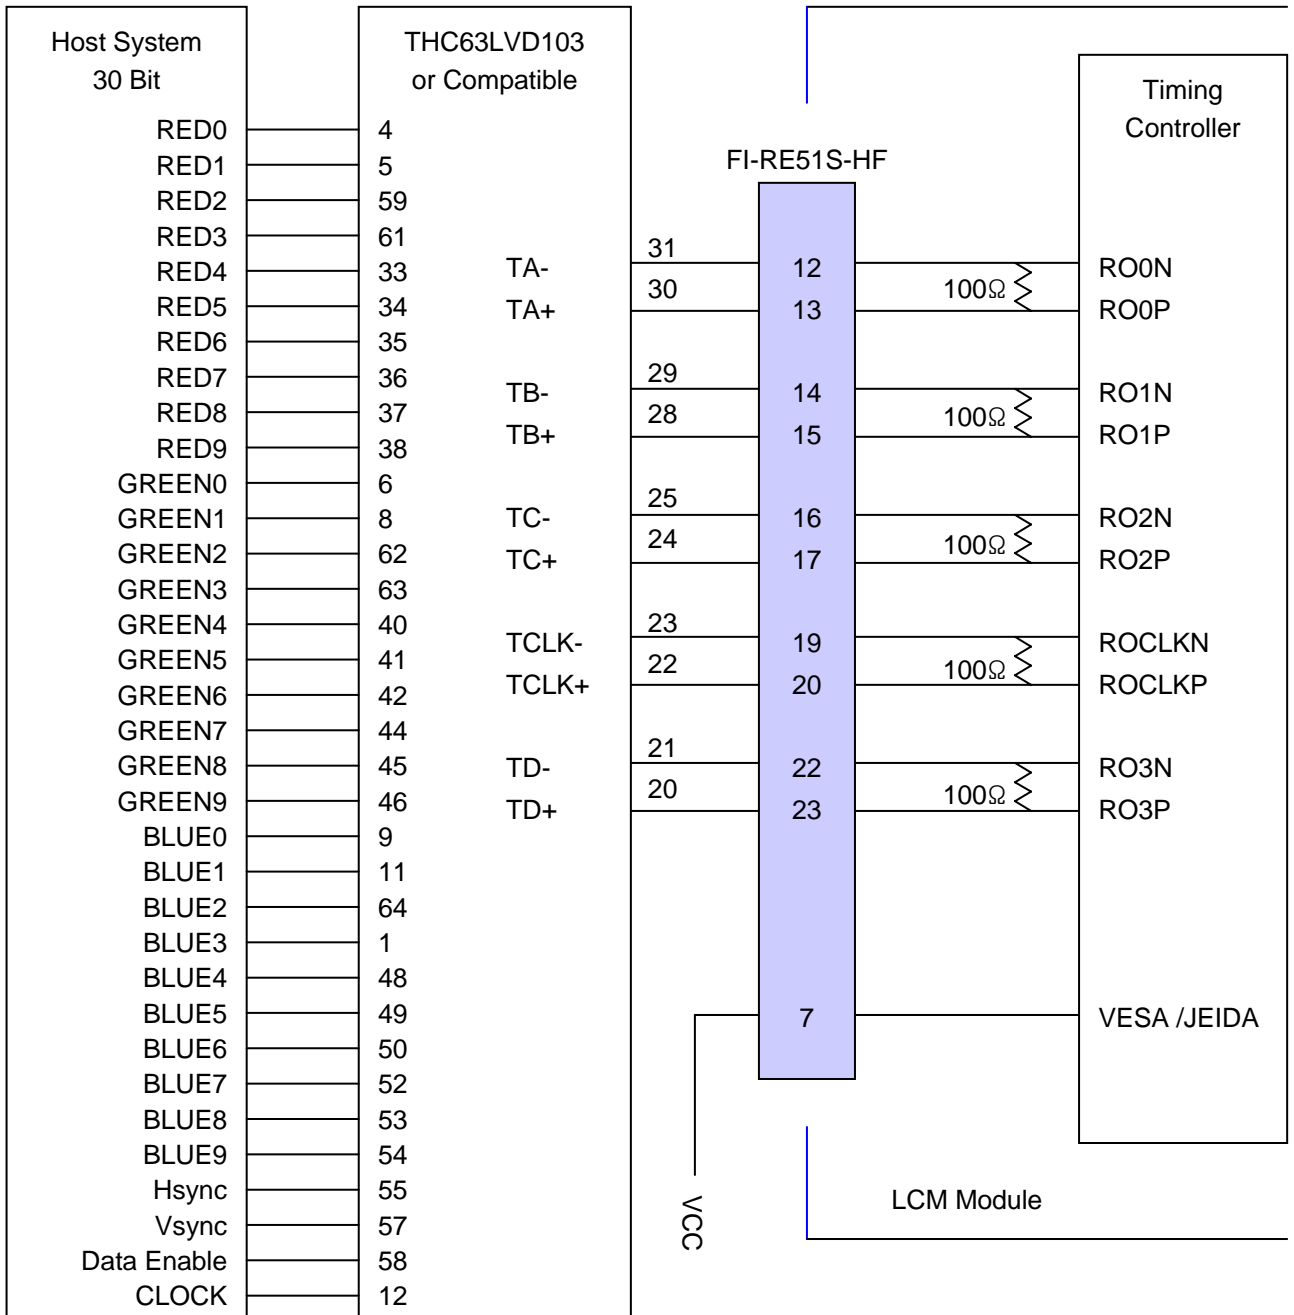 Host System
30 Bit
RED0
RED1
RED2
RED3
RED4
RED5
RED6
RED7
RED8
RED9
GREEN0
GREEN1
GREEN2
GREEN3
GREEN4
GREEN5
GREEN6
GREEN7
GREEN8
GREEN9
BLUE0
BLUE1
BLUE2
BLUE3
BLUE4
BLUE5
BLUE6
BLUE7
BLUE8
BLUE9
Hsync
Vsync
Data Enable
CLOCK
THC63LVD103
or Compatible
4
5
59
61
33
34
35
36
37
38
6
8
62
63
40
41
42
44
45
46
9
11
64
1
48
49
50
52
53
54
55
57
58
12
TA-
TA+
TB-
TB+
TC-
TC+
TCLK-
TCLK+
TD-
TD+
31
30
29
28
25
24
23
22
21
20
FI-RE51S-HF
12
13
14
15
16
17
19
20
22
23
7
VCC
100Ω
100Ω
100Ω
100Ω
100Ω
Timing
Controller
RO0N
RO0P
RO1N
RO1P
RO2N
RO2P
ROCLKN
ROCLKP
RO3N
RO3P
VESA /JEIDA
LCM Module